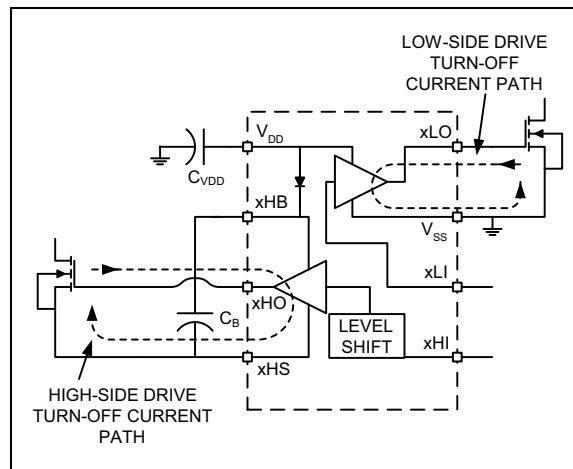 LOW-SIDE DRIVE
TURN-OFF
CURRENT PATH
VDD
xLO
CVDD
xHB
VSS
xLI
xHO
CB
LEVEL
SHIFT
xHI
xHS
HIGH-SIDE DRIVE
TURN-OFF CURRENT
PATH